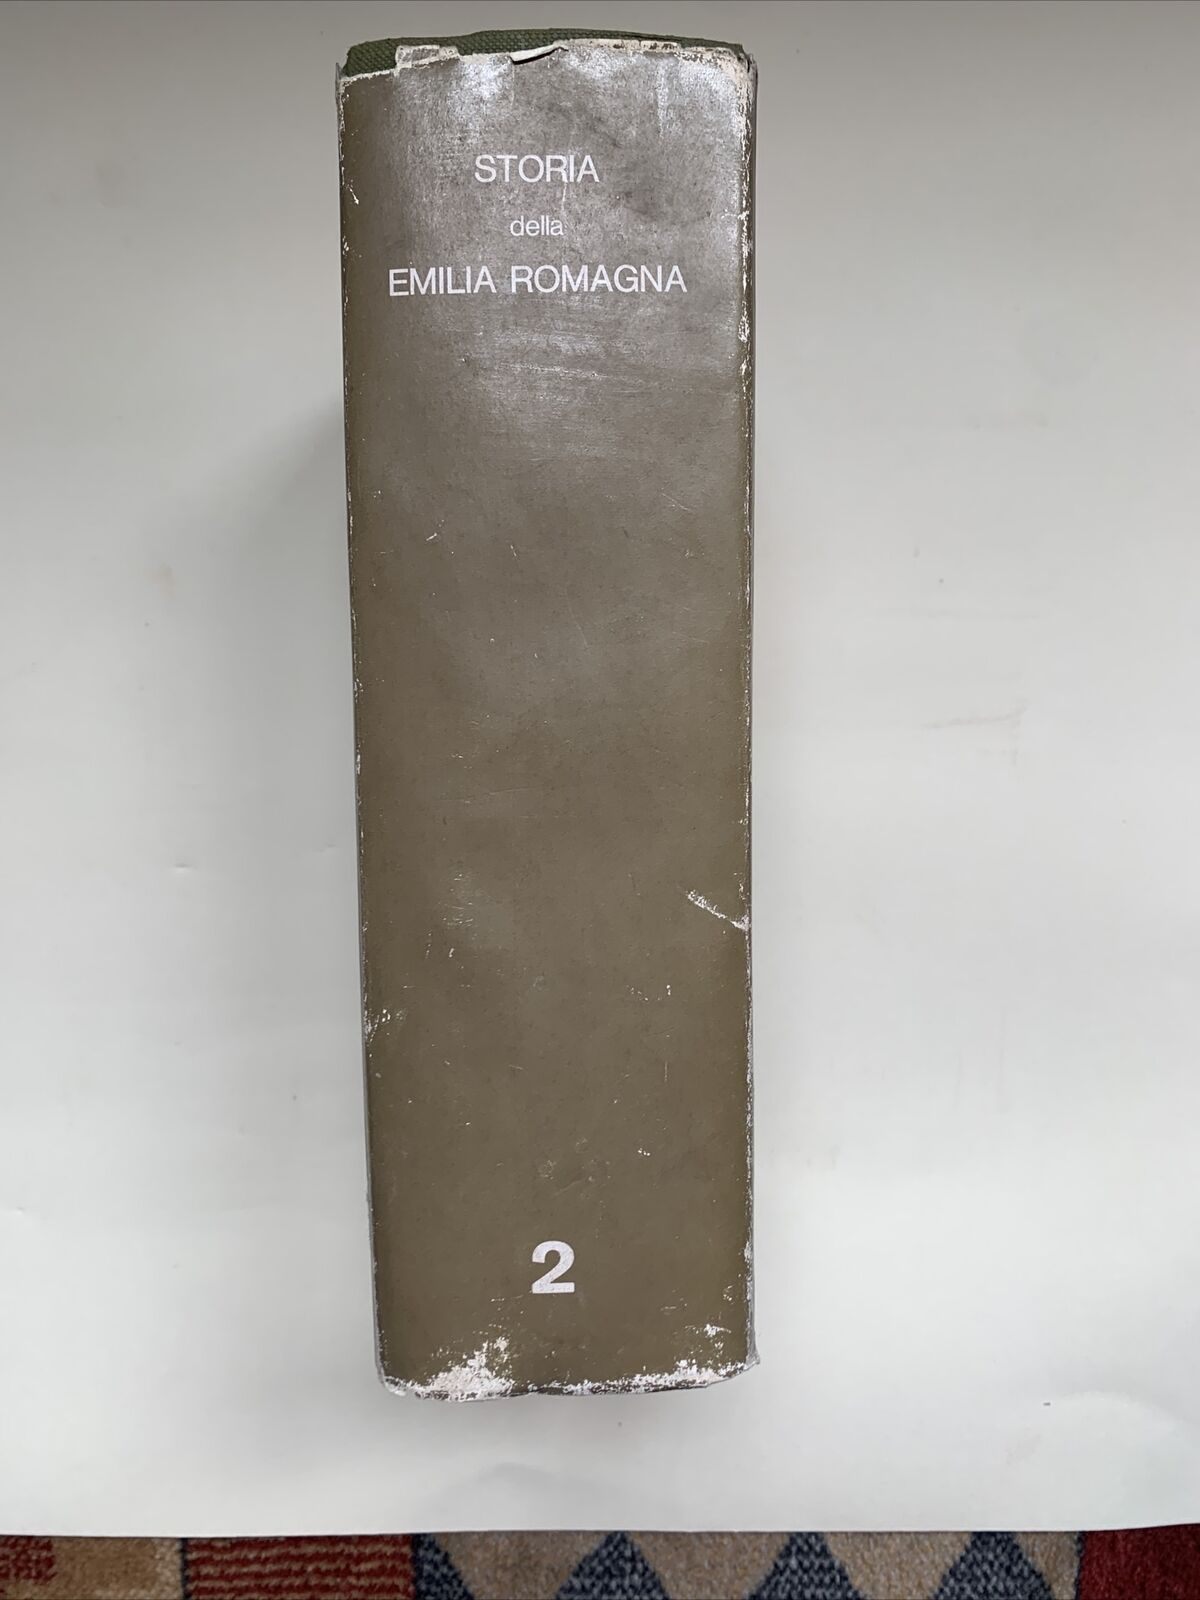 STORIA
della
EMILIA ROMAGNA
2